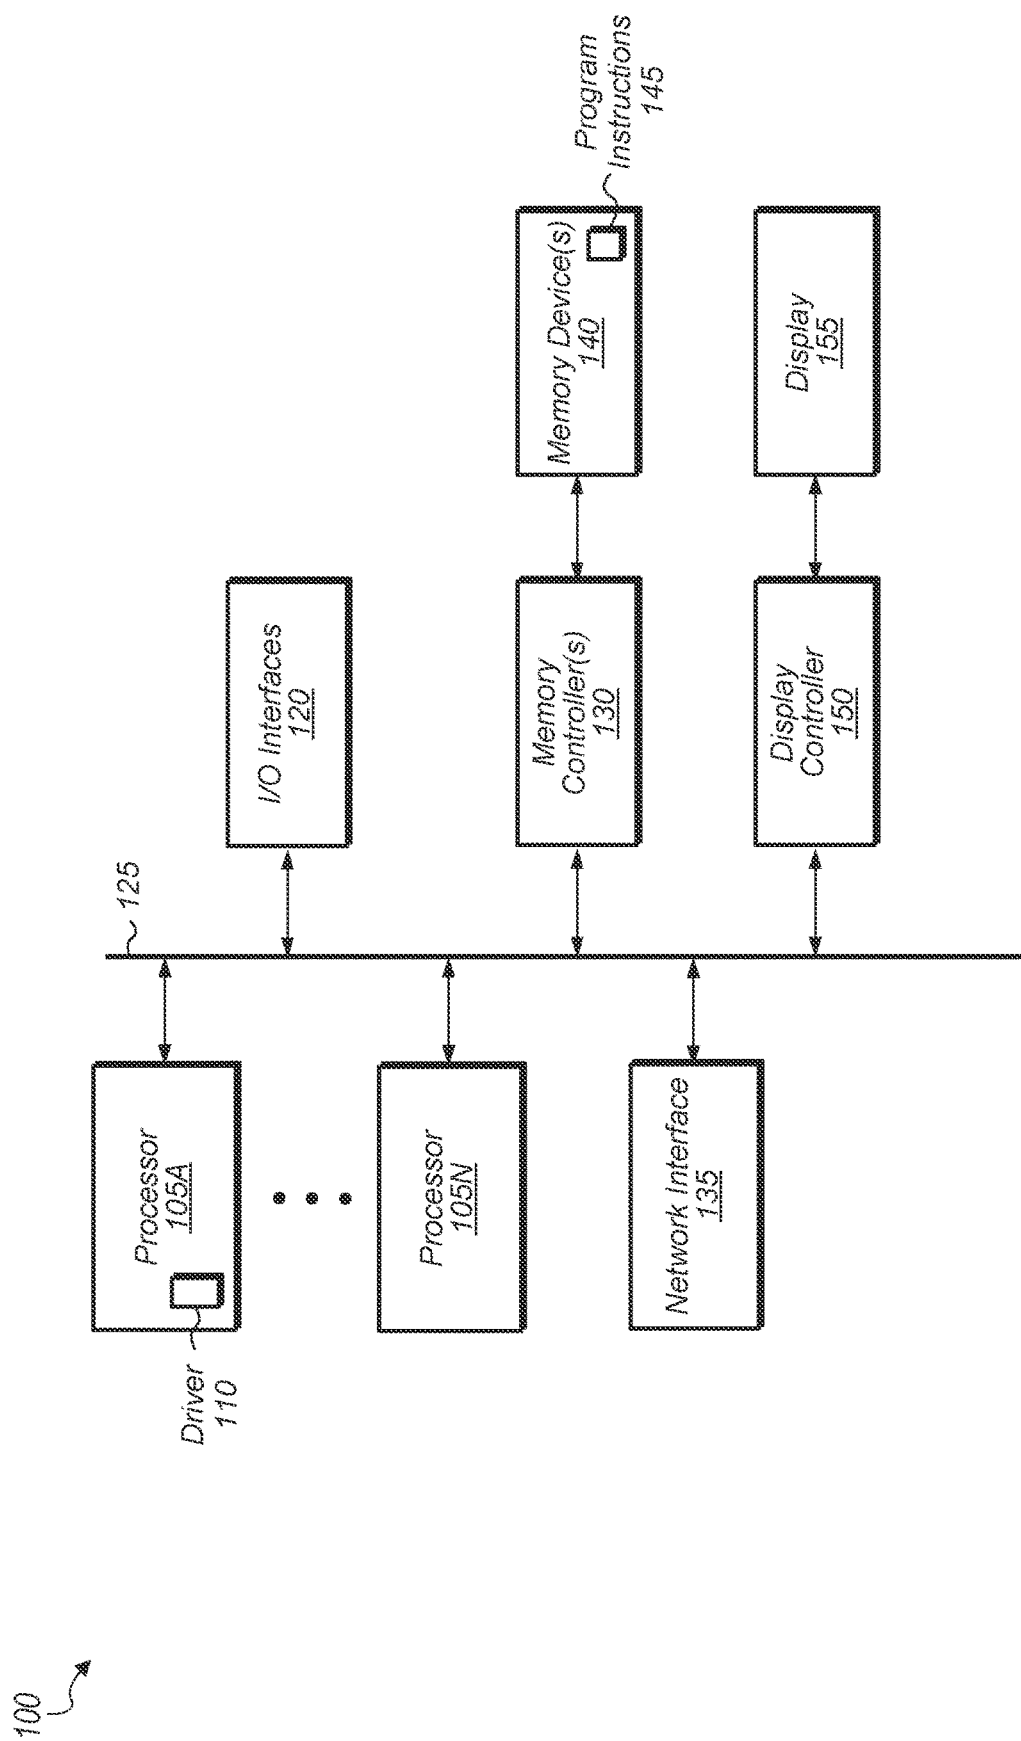 100
Driver
110
Processor
105A
Processor
105N
Network Interface
135
125
I/O Interfaces
120
Memory
Controller(s)
130
Display
Controller
150
Memory Device(s)
140
Program
Instructions
145
Display
155